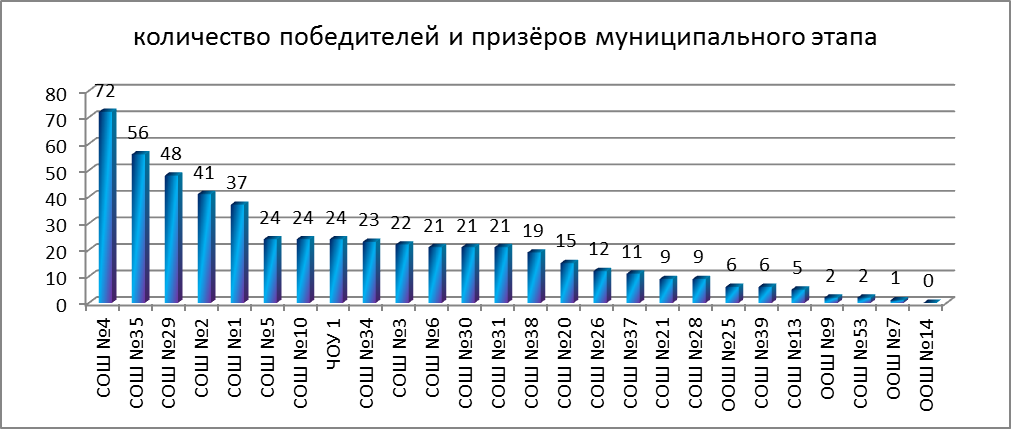 количество победителей и призёров муниципального этапа
72
56
48
41
37
24
24
24
23
22
21
21
21
19
15
12
11
9
9
6
6
5
2
2
1
0
80
70
60
50
40
30
20
10
0
СОШ №4
СОШ №35
СОШ №29
СОШ №2
СОШ №1
СОШ №5
СОШ №10
ЧОУ 1
СОШ №34
СОШ №3
СОШ №6
СОШ №30
СОШ №31
СОШ №38
СОШ №20
СОШ №26
СОШ №37
СОШ №21
СОШ №28
ООШ №25
СОШ №39
СОШ №13
ООШ №9
СОШ №53
ООШ №7
ООШ №14